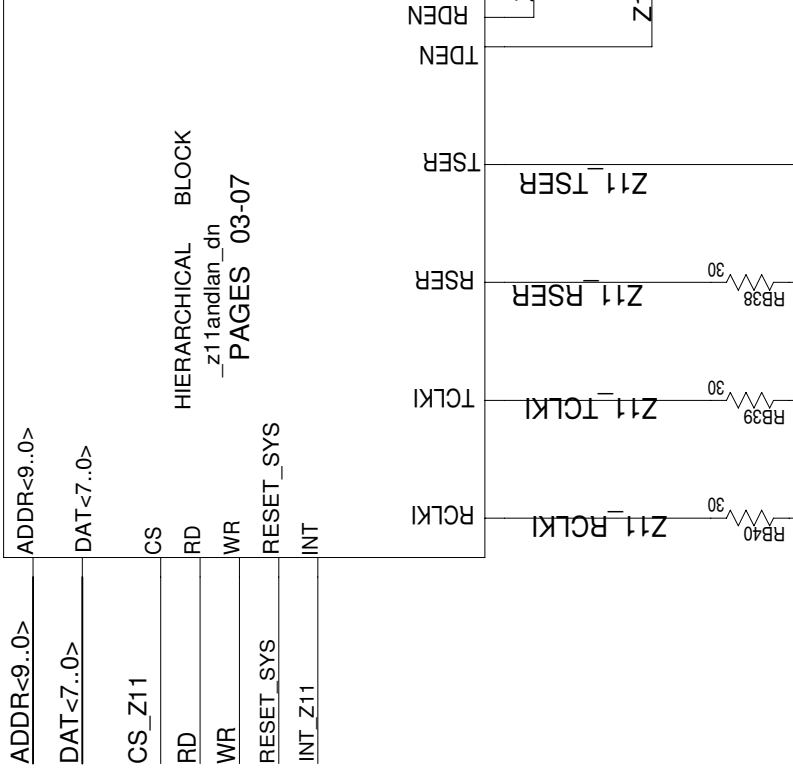 RDEN
TDEN
TSER
Z11_TSER
RSER
Z11_RSER
30
RB38
TCLKI
Z11_TCLKI
30
RB39
RCLKI
Z11_RCLKI
30
RB40
HIERARCHICAL BLOCK
_z11andlan_dn
PAGES 03-07
ADDR<9..0>
DAT<7..0>
CS
RD
WR
RESET_SYS
INT
ADDR<9..0>
DAT<7..0>
CS_Z11
RD
WR
RESET_SYS
INT_Z11